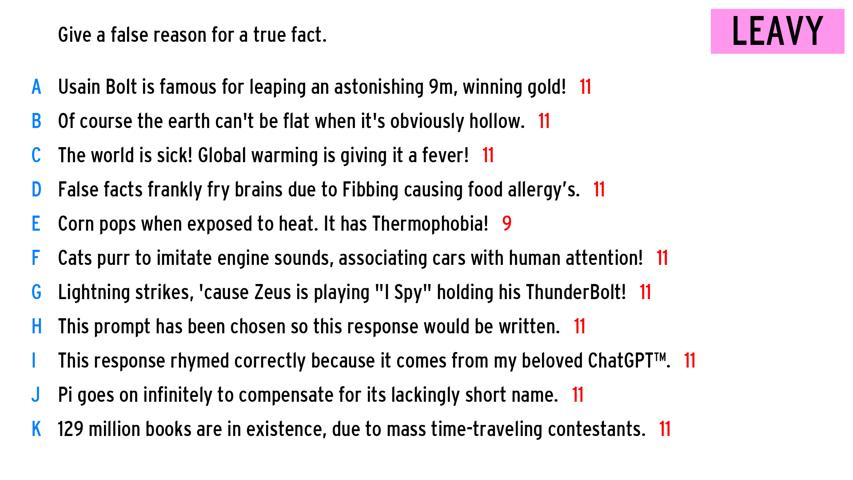 Give a false reason for a true fact.
LEAVY
A Usain Bolt is famous for leaping an astonishing 9m, winning gold! 11
B Of course the earth can't be flat when it's obviously hollow. 11
C The world is sick! Global warming is giving it a fever! 11
D False facts frankly fry brains due to Fibbing causing food allergy’s. 11
E Corn pops when exposed to heat. It has Thermophobia! 9
F Cats purr to imitate engine sounds, associating cars with human attention! 11
G Lightning strikes, 'cause Zeus is playing "I Spy" holding his ThunderBolt! 11
H This prompt has been chosen so this response would be written. 11
I This response rhymed correctly because it comes from my beloved ChatGPT™. 11
J Pi goes on infinitely to compensate for its lackingly short name. 11
K 129 million books are in existence, due to mass time-traveling contestants. 11